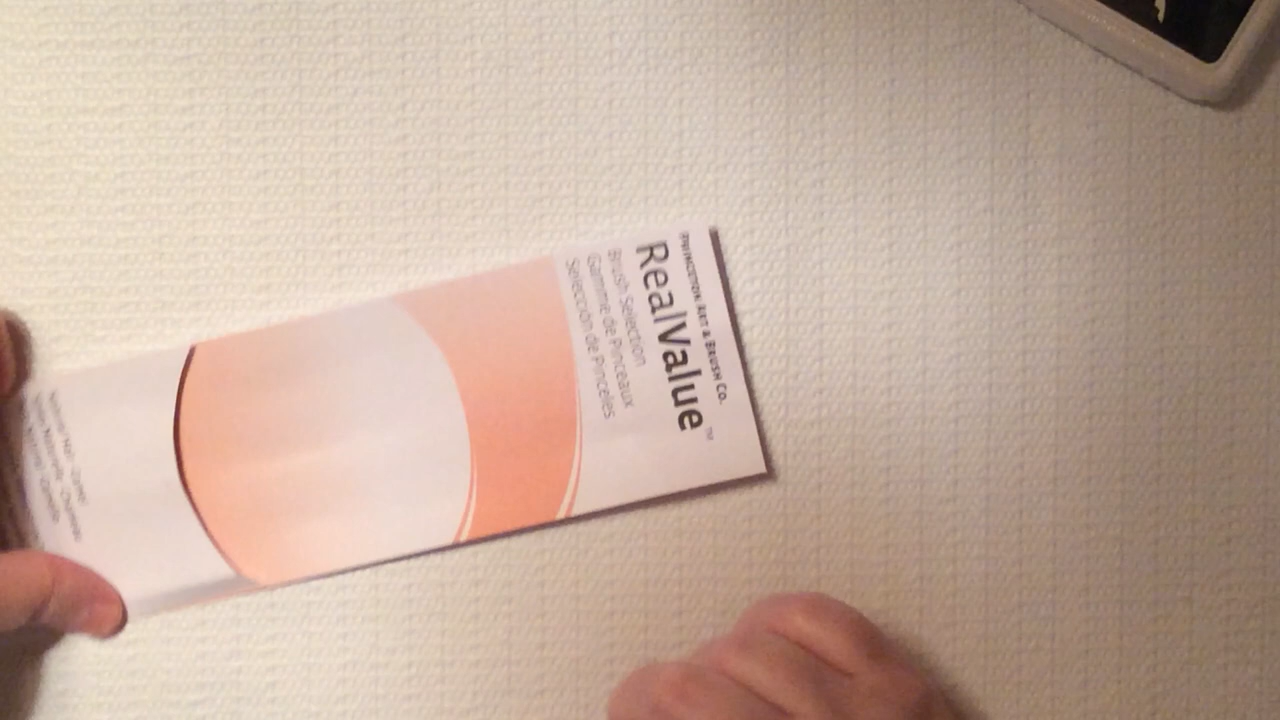 PRINCETON ART & BRUSH CO.
RealValue™
Brush Selection
Gamme de Pinceaux
Selección de Pinceles